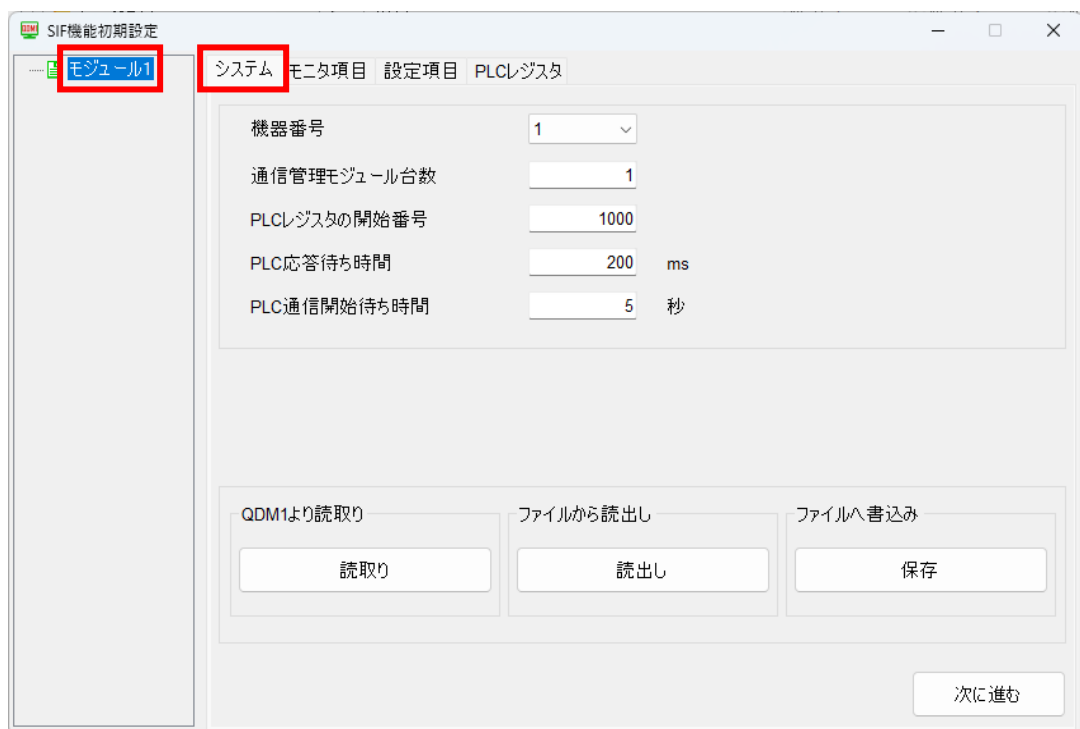 SIF機能初期設定
モジュール1
システム モニタ項目 設定項目 PLCレジスタ
機器番号 1
通信管理モジュール台数 1
PLCレジスタの開始番号 1000
PLC応答待ち時間 200 ms
PLC通信開始待ち時間 5 秒
QDM1より読取り ファイルから読出し ファイルへ書込み
読取り 読出し 保存
次に進む